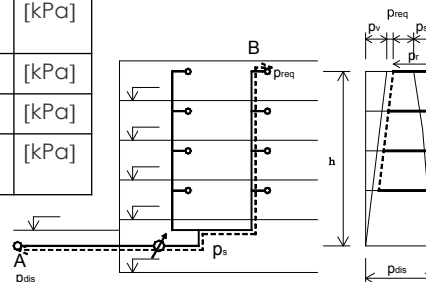 [kPa]
[kPa]
[kPa]
[kPa]
B
preq
h
ps
A
pdis
preq
pv
ps
pr
pdis